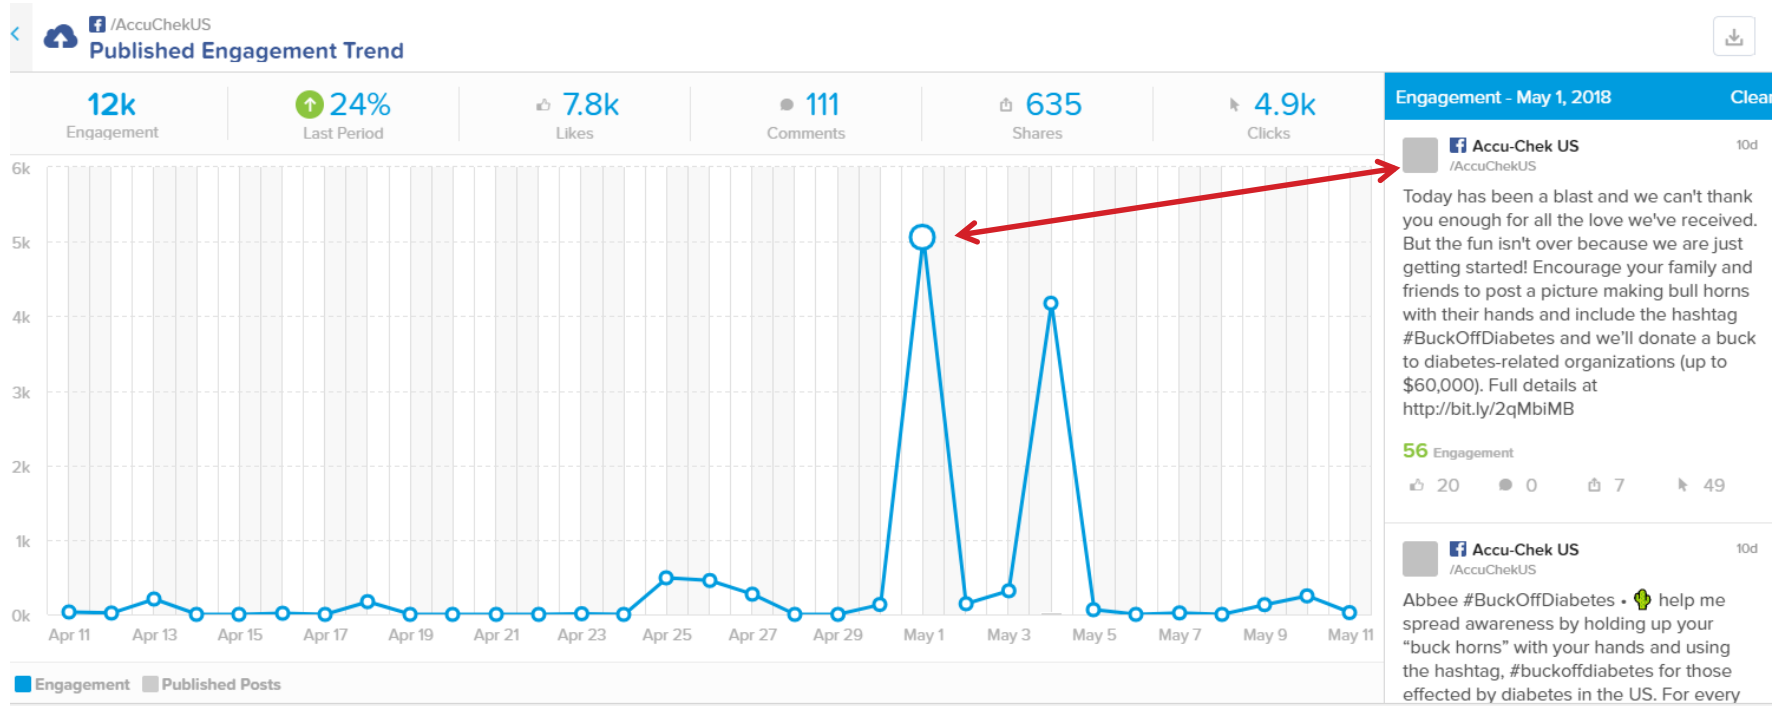 /AccuChekUS
Published Engagement Trend
12k
Engagement
24%
Last Period
7.8k
Likes
111
Comments
635
Shares
4.9k
Clicks
6k
5k
4k
3k
2k
1k
0k
Apr 11 Apr 13 Apr 15 Apr 17 Apr 19 Apr 21 Apr 23 Apr 25 Apr 27 Apr 29 May 1 May 3 May 5 May 7 May 9 May 11
Engagement Published Posts
Engagement - May 1, 2018 Clear
Accu-Chek US 10d
/AccuChekUS
Today has been a blast and we can't thank
you enough for all the love we've received.
But the fun isn't over because we are just
getting started! Encourage your family and
friends to post a picture making bull horns
with their hands and include the hashtag
#BuckOffDiabetes and we'll donate a buck
to diabetes-related organizations (up to
$60,000). Full details at
http://bit.ly/2qMbiMB
56 Engagement
20 0 7 49
Accu-Chek US 10d
/AccuChekUS
Abbee #BuckOffDiabetes • 🌵 help me
spread awareness by holding up your
“buck horns” with your hands and using
the hashtag, #buckoffdiabetes for those
effected by diabetes in the US. For every